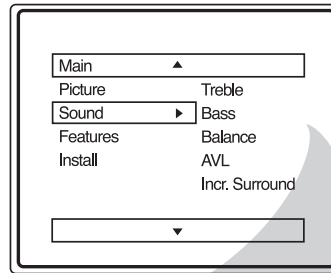 Main
Picture
Sound
Features
Install
Treble
Bass
Balance
AVL
Incr. Surround